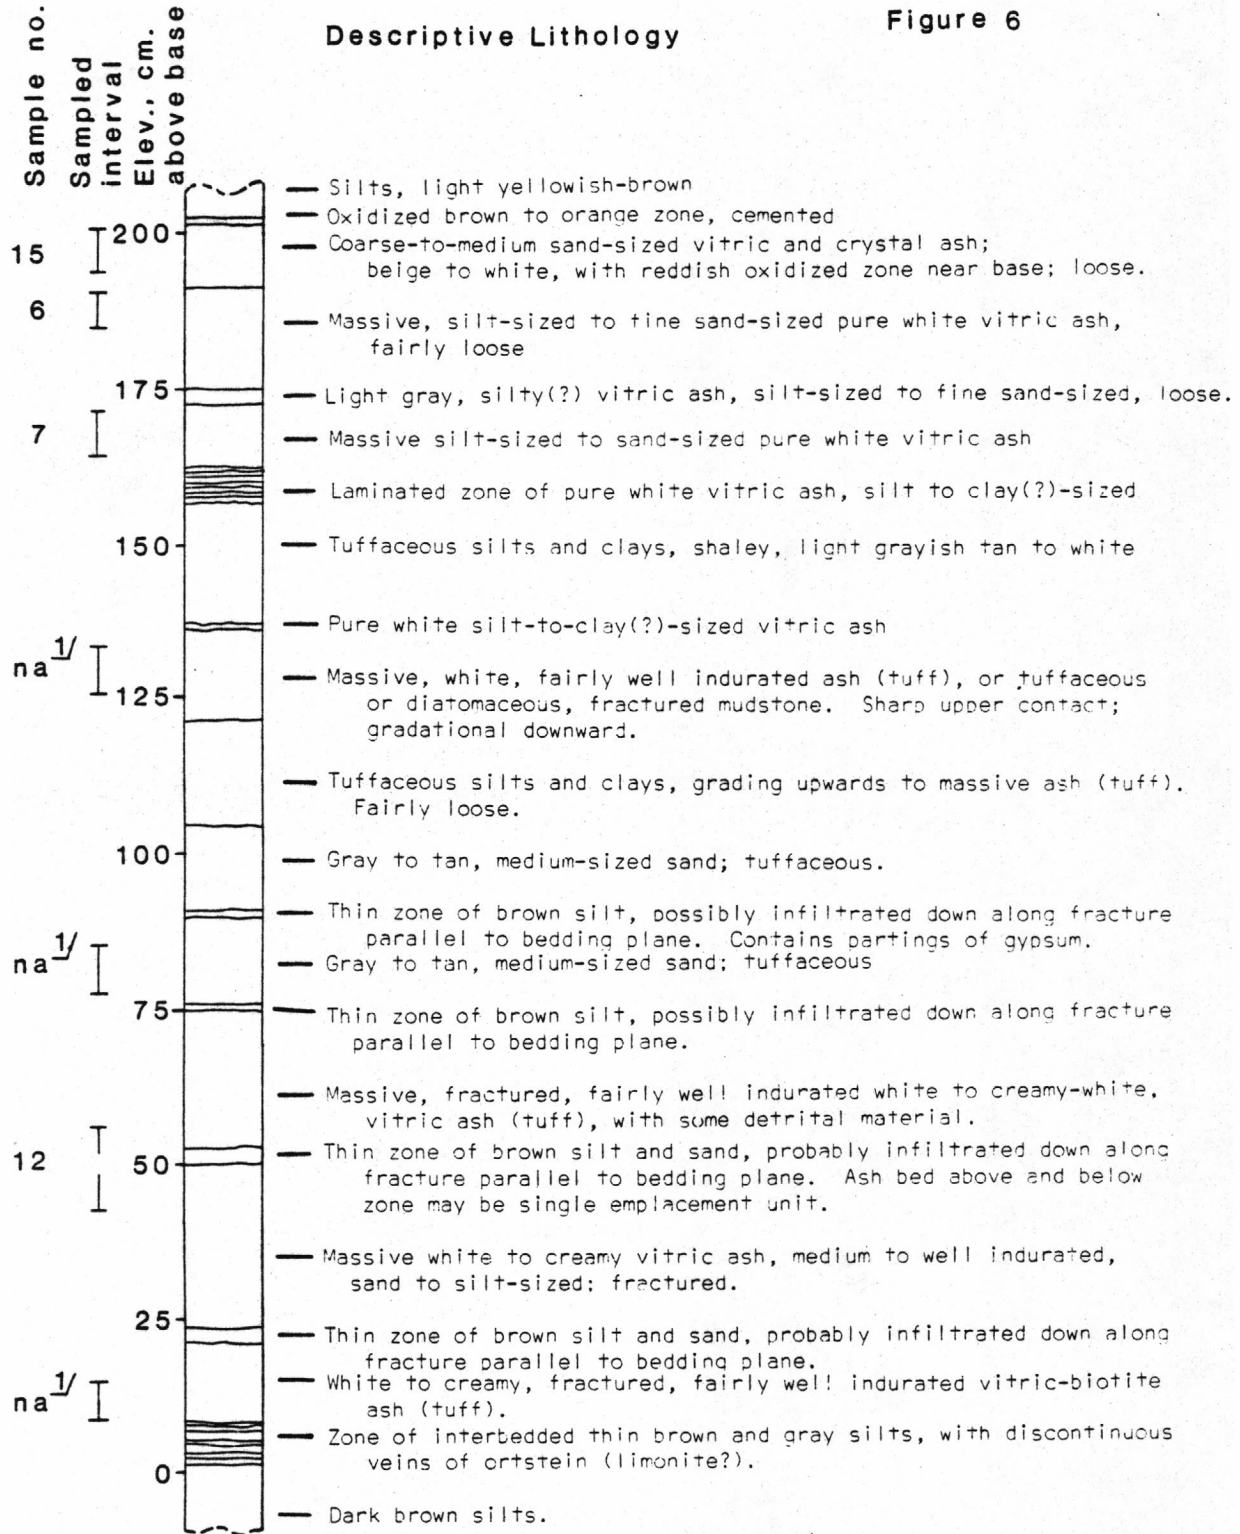 Figure 6
Descriptive Lithology
Sample no.
Sampled interval
Elev., cm. above base
Silts, light yellowish-brown
Oxidized brown to orange zone, cemented
200
15
Coarse-to-medium sand-sized vitric and crystal ash;
beige to white, with reddish oxidized zone near base; loose.
6
Massive, silt-sized to fine sand-sized pure white vitric ash,
fairly loose
175
Light gray, silty(?) vitric ash, silt-sized to fine sand-sized, loose.
7
Massive silt-sized to sand-sized pure white vitric ash
Laminated zone of pure white vitric ash, silt to clay(?)-sized
150
Tuffaceous silts and clays, shaley, light grayish tan to white
Pure white silt-to-clay(?)-sized vitric ash
na 1/
Massive, white, fairly well indurated ash (tuff), or tuffaceous
125
or diatomaceous, fractured mudstone. Sharp upper contact;
gradational downward.
Tuffaceous silts and clays, grading upwards to massive ash (tuff).
Fairly loose.
100
Gray to tan, medium-sized sand; tuffaceous.
Thin zone of brown silt, possibly infiltrated down along fracture
parallel to bedding plane. Contains partings of gypsum.
na 1/
Gray to tan, medium-sized sand; tuffaceous
75
Thin zone of brown silt, possibly infiltrated down along fracture
parallel to bedding plane.
Massive, fractured, fairly well indurated white to creamy-white,
vitric ash (tuff), with some detrital material.
12
Thin zone of brown silt and sand, probably infiltrated down along
50
fracture parallel to bedding plane. Ash bed above and below
zone may be single emplacement unit.
Massive white to creamy vitric ash, medium to well indurated,
sand to silt-sized; fractured.
25
Thin zone of brown silt and sand, probably infiltrated down along
fracture parallel to bedding plane.
na 1/
White to creamy, fractured, fairly well indurated vitric-biotite
ash (tuff).
Zone of interbedded thin brown and gray silts, with discontinuous
veins of ortstein (limonite?).
0
Dark brown silts.